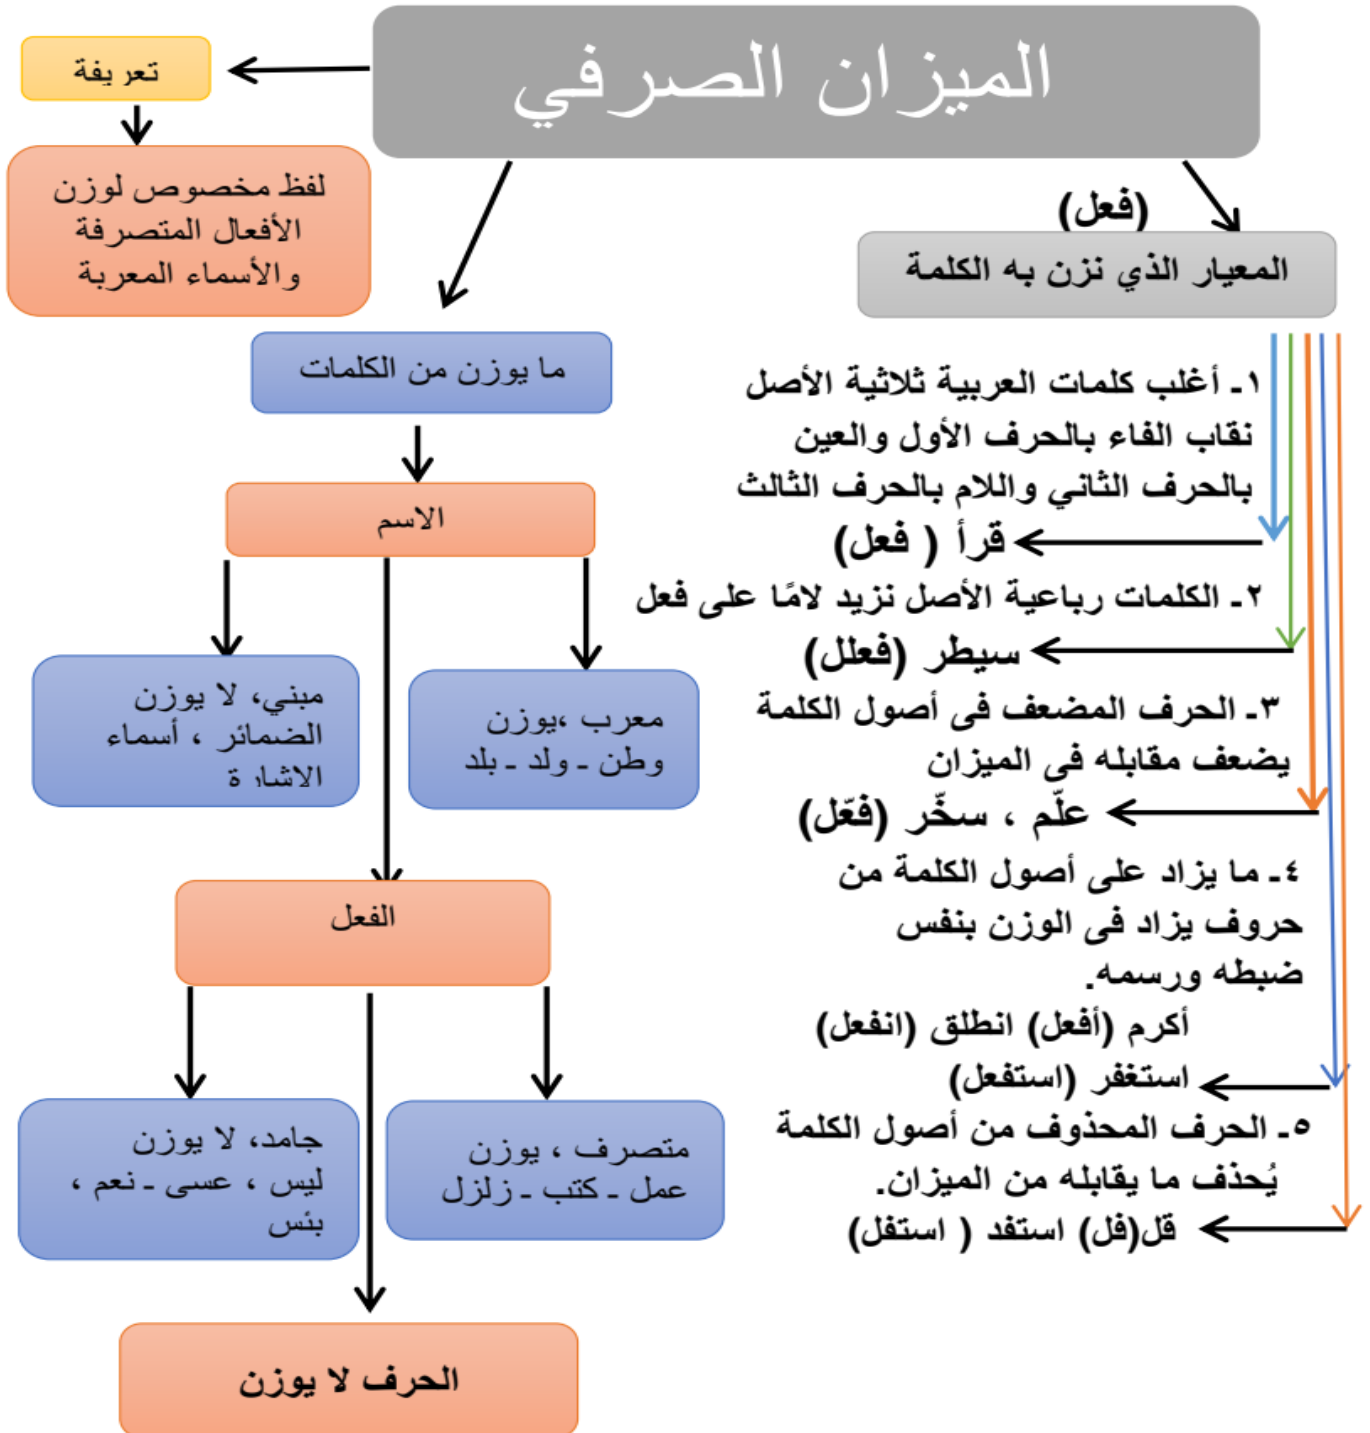 الميزان الصرفي
تعريفة
لفظ مخصوص لوزن
الأفعال المتصرفة
والأسماء المعربة
(فعل)
المعيار الذي نزن به الكلمة
١ـ أغلب كلمات العربية ثلاثية الأصل
نقاب الفاء بالحرف الأول والعين
بالحرف الثاني واللام بالحرف الثالث
قرأ ( فعل)
٢ـ الكلمات رباعية الأصل نزيد لامًا على فعل
سيطر (فعلل)
٣ـ الحرف المضعف فى أصول الكلمة
يضعف مقابله فى الميزان
علّم ، سخّر (فعّل)
٤ـ ما يزاد على أصول الكلمة من
حروف يزاد فى الوزن بنفس
ضبطه ورسمه.
أكرم (أفعل) انطلق (انفعل)
استغفر (استفعل)
٥ـ الحرف المحذوف من أصول الكلمة
يُحذف ما يقابله من الميزان.
قل(فل) استفد ( استفل)
ما يوزن من الكلمات
الاسم
معرب ،يوزن
وطن ـ ولد ـ بلد
مبني، لا يوزن
الضمائر ، أسماء
الاشارة
الفعل
متصرف ، يوزن
عمل ـ كتب ـ زلزل
جامد، لا يوزن
ليس ، عسى ـ نعم ،
بئس
الحرف لا يوزن